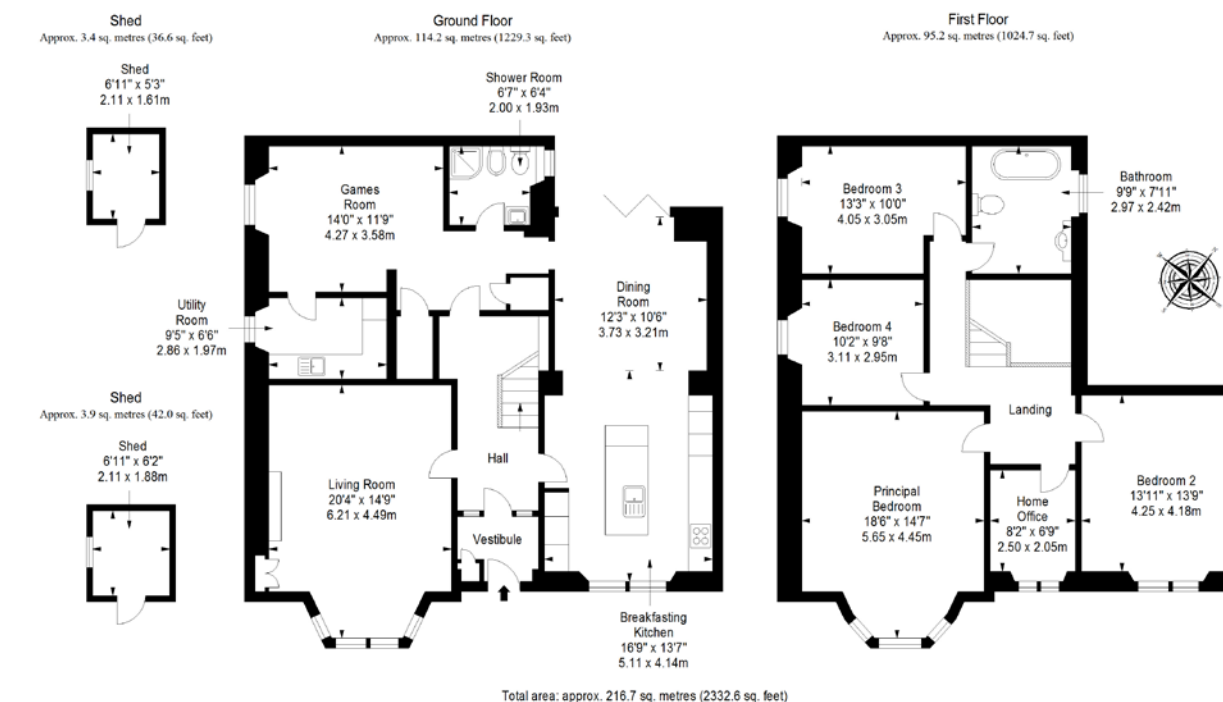 Shed
Approx. 3.4 sq. metres (36.6 sq. feet)
Shed
6'11" x 5'3"
2.11 x 1.61m
Shed
Approx. 3.9 sq. metres (42.0 sq. feet)
Shed
6'11" x 6'2"
2.11 x 1.88m
Ground Floor
Approx. 114.2 sq. metres (1229.3 sq. feet)
Shower Room
6'7" x 6'4"
2.00 x 1.93m
Games
Room
14'0" x 11'9"
4.27 x 3.58m
Utility
Room
9'5" x 6'6"
2.86 x 1.97m
Dining
Room
12'3" x 10'6"
3.73 x 3.21m
Hall
Living Room
20'4" x 14'9"
6.21 x 4.49m
Vestibule
Breakfasting
Kitchen
16'9" x 13'7"
5.11 x 4.14m
First Floor
Approx. 95.2 sq. metres (1024.7 sq. feet)
Bedroom 3
13'3" x 10'0"
4.05 x 3.05m
Bathroom
9'9" x 7'11"
2.97 x 2.42m
Bedroom 4
10'2" x 9'8"
3.11 x 2.95m
Landing
Principal
Bedroom
18'6" x 14'7"
5.65 x 4.45m
Home
Office
8'2" x 6'9"
2.50 x 2.05m
Bedroom 2
13'11" x 13'9"
4.25 x 4.18m
Total area: approx. 216.7 sq. metres (2332.6 sq. feet)